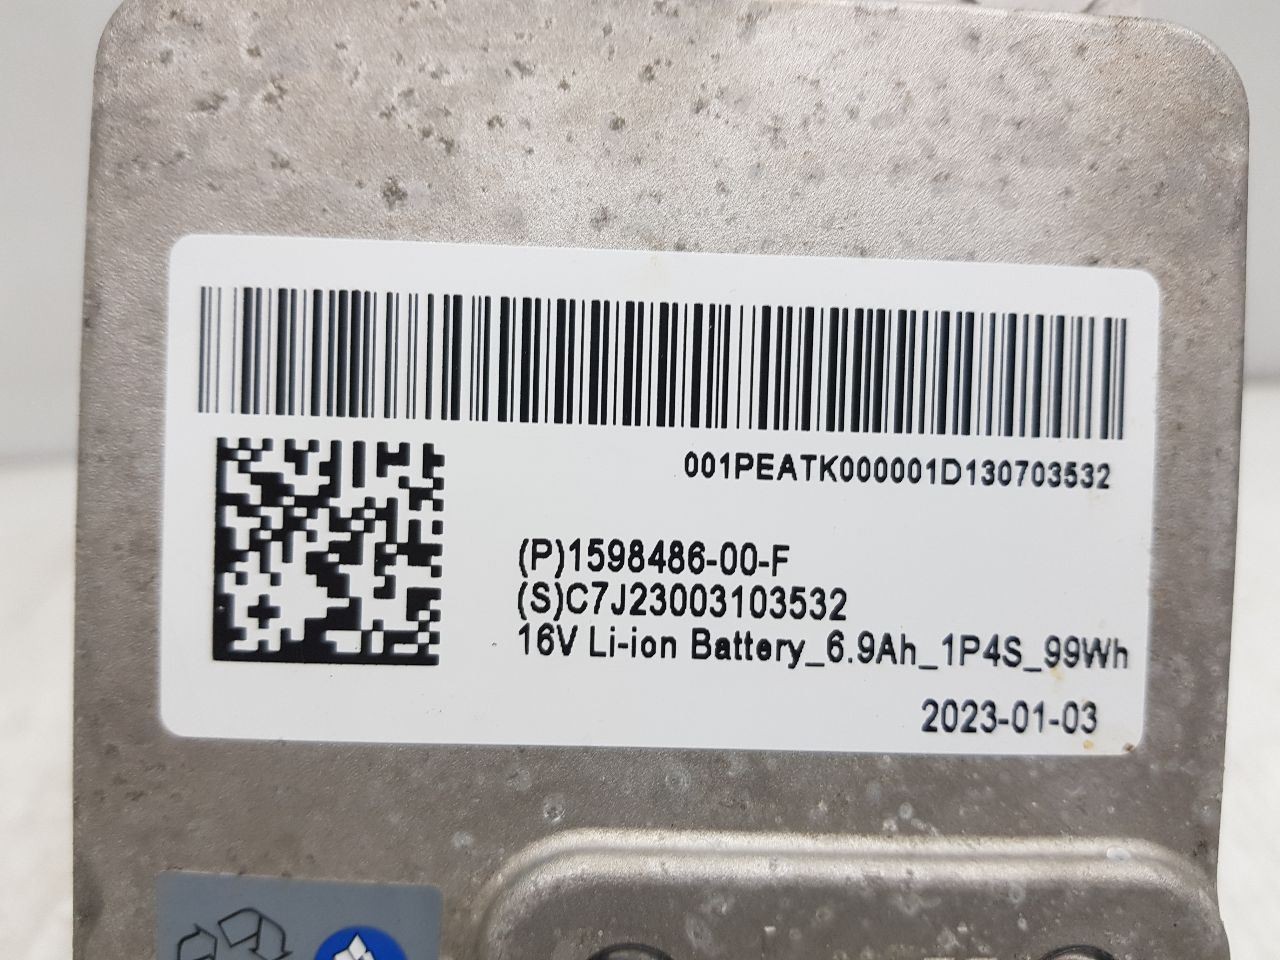 001PEATK000001D130703532
(P)1598486-00-F
(S)C7J23003103532
16V Li-ion Battery_6.9Ah_1P4S_99Wh
2023-01-03